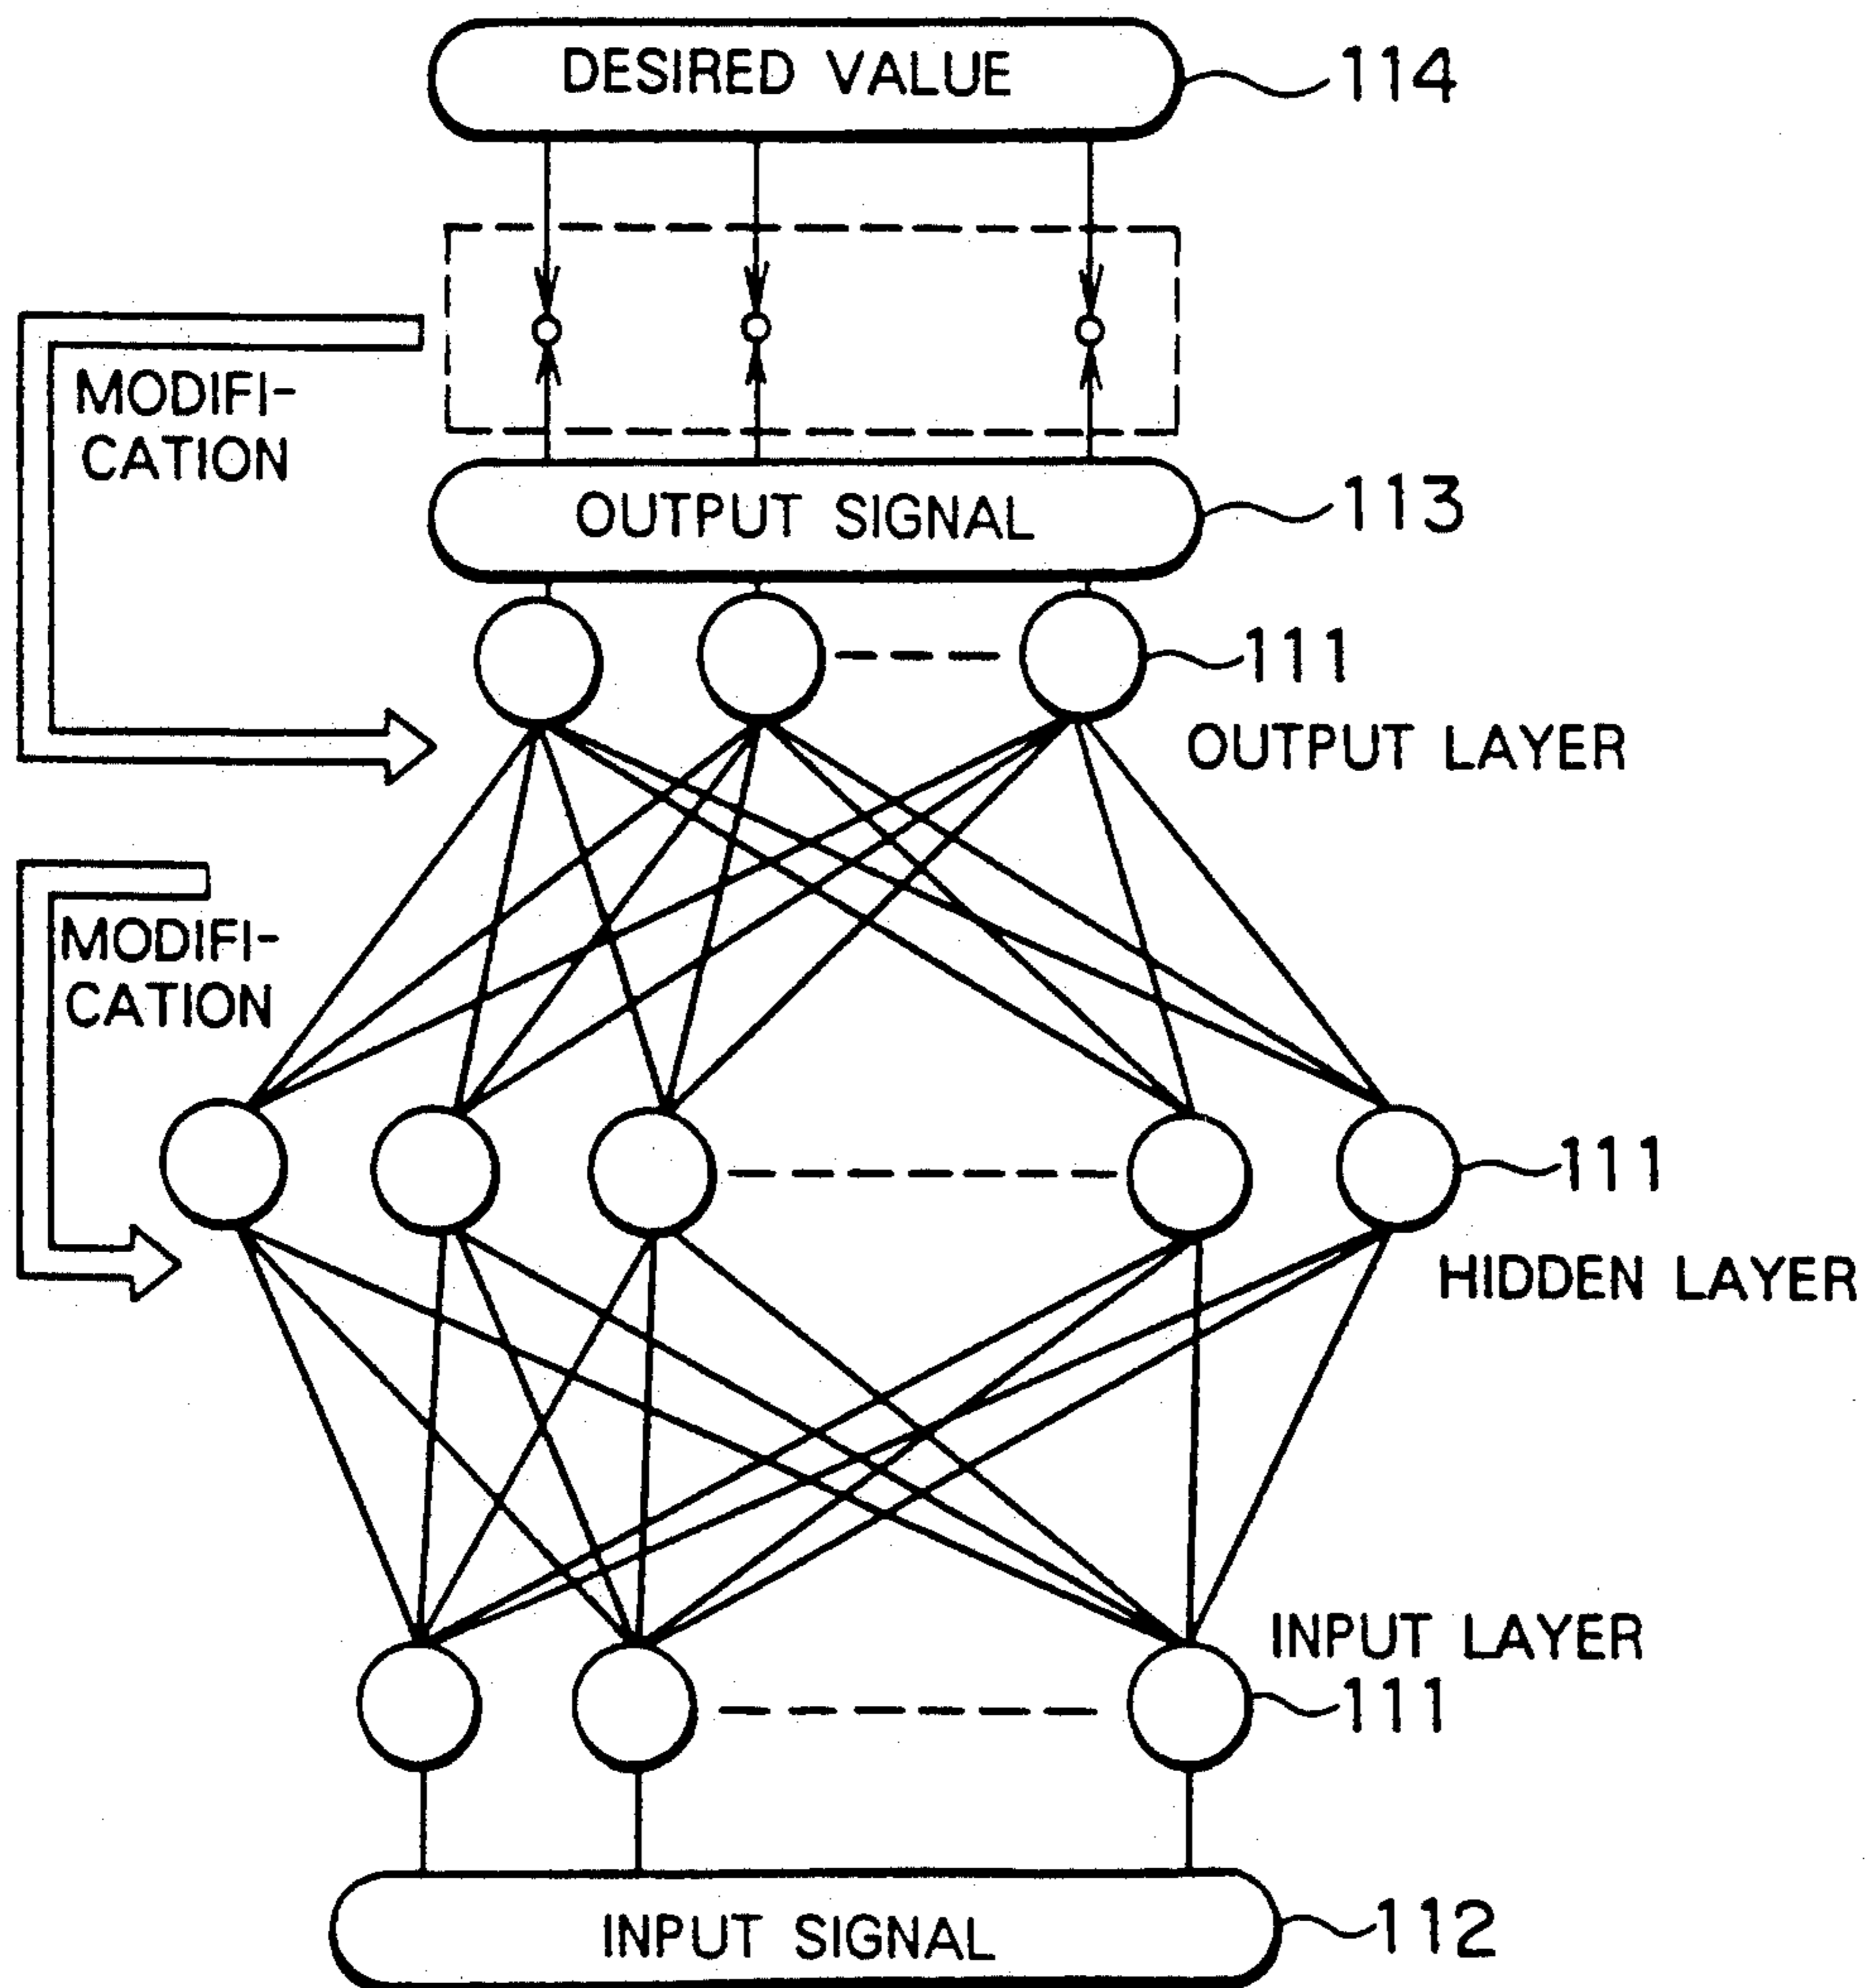 DESIRED VALUE
114
MODIFI-
CATION
OUTPUT SIGNAL
113
111
OUTPUT LAYER
MODIFI-
CATION
111
HIDDEN LAYER
INPUT LAYER
111
INPUT SIGNAL
112